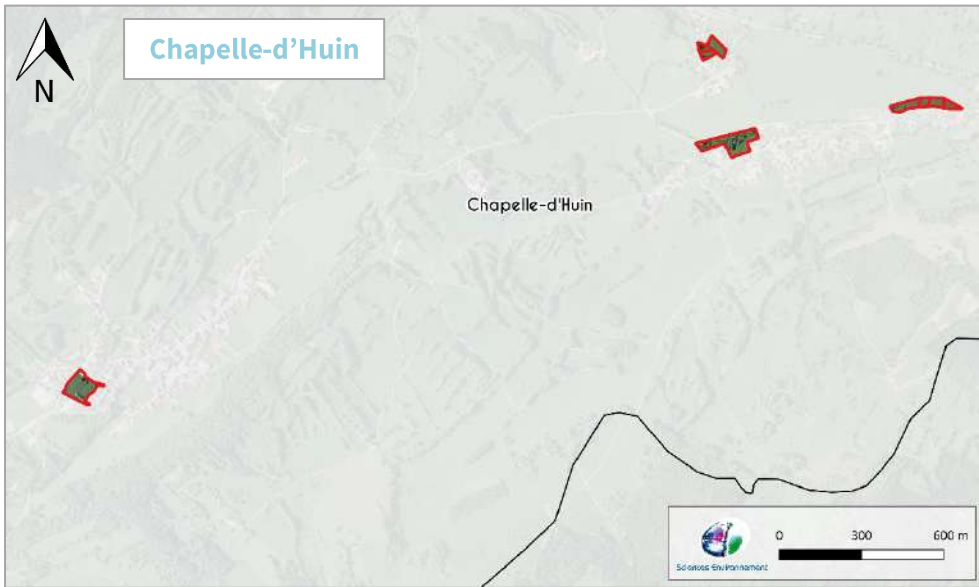 Chapelle-d’Huin
N
Chapelle-d'Huin
0 300 600 m
Sciences Environnement